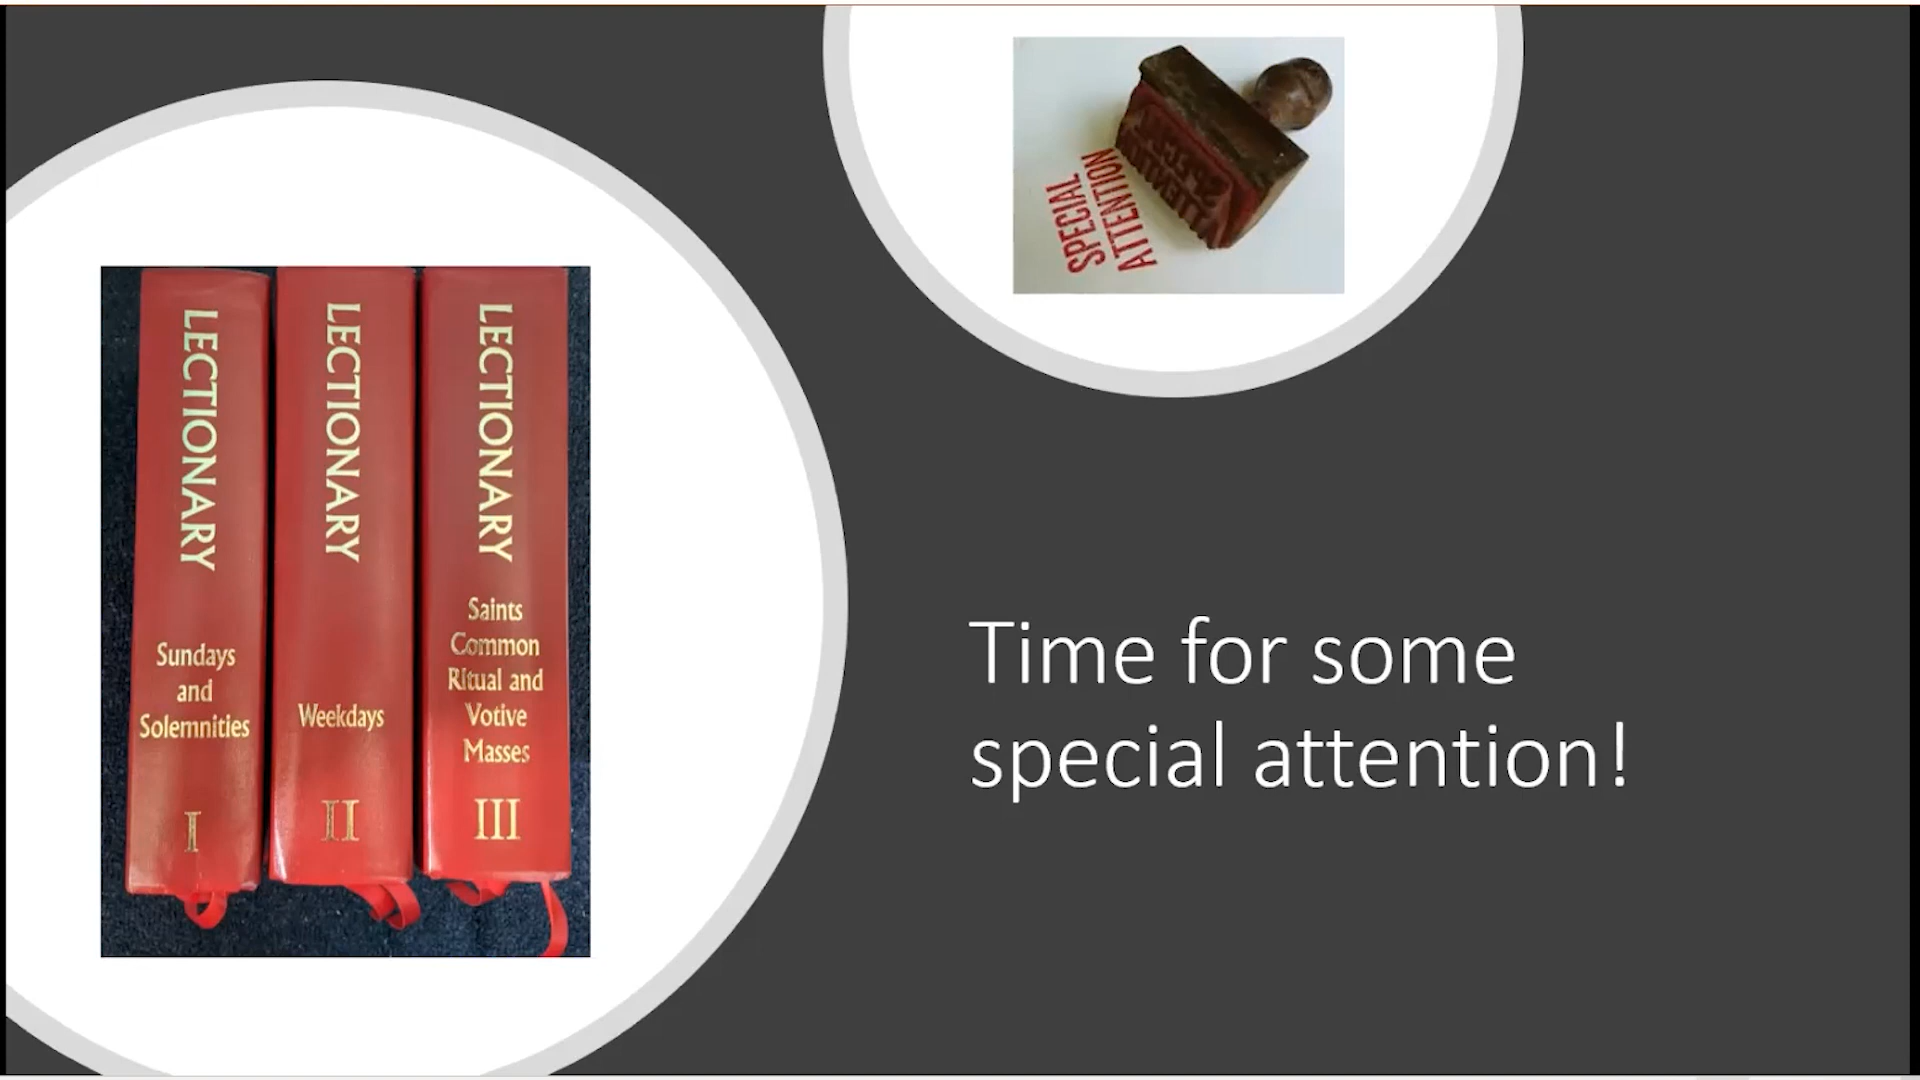 LECTIONARY
Sundays
and
Solemnities
I
LECTIONARY
Weekdays
II
LECTIONARY
Saints
Common
Ritual and
Votive
Masses
III
SPECIAL
ATTENTION
Time for some
special attention!